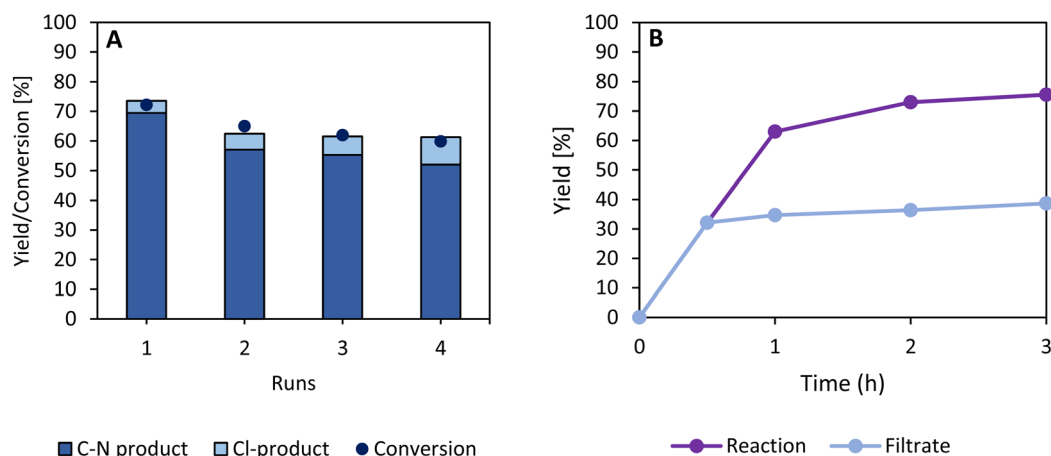 A
100
90
80
70
60
50
40
30
20
10
0
Yield/Conversion [%]
1 2 3 4
Runs
C-N product Cl-product Conversion
B
100
90
80
70
60
50
40
30
20
10
0
Yield [%]
0 1 2 3
Time (h)
Reaction Filtrate